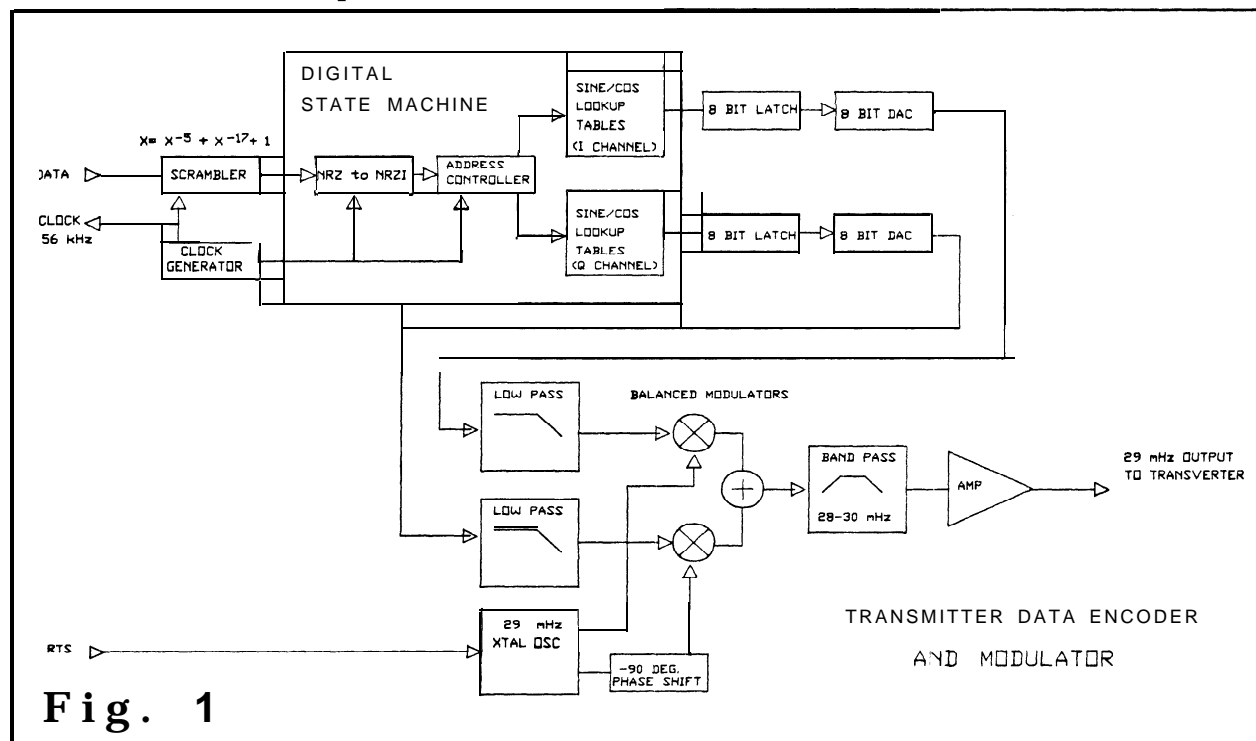 DIGITAL
STATE MACHINE
SINE/COS
LOOKUP
TABLES
(I CHANNEL)
8 BIT LATCH
8 BIT DAC
X= X^-5 + X^-17 + 1
DATA
SCRAMBLER
NRZ to NRZI
ADDRESS
CONTROLLER
CLOCK
56 kHz
CLOCK
GENERATOR
SINE/COS
LOOKUP
TABLES
(Q CHANNEL)
8 BIT LATCH
8 BIT DAC
LOW PASS
BALANCED MODULATORS
BAND PASS
28-30 mHz
AMP
29 mHz OUTPUT
TO TRANSVERTER
LOW PASS
29 mHz
XTAL OSC
RTS
-90 DEG.
PHASE SHIFT
TRANSMITTER DATA ENCODER
AND MODULATOR
Fig. 1